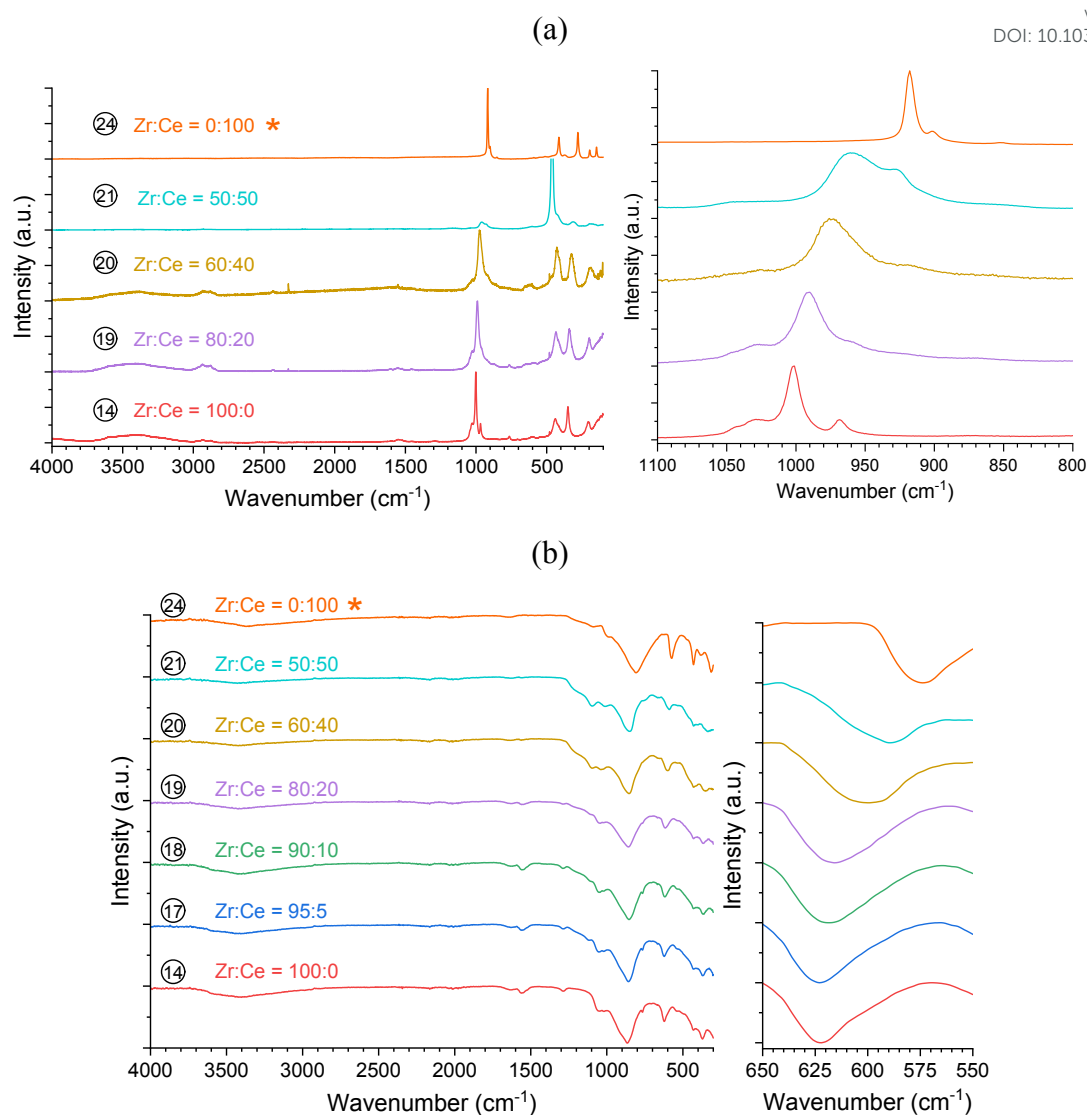 (a)
DOI: 10.103
24 Zr:Ce = 0:100 *
21 Zr:Ce = 50:50
20 Zr:Ce = 60:40
19 Zr:Ce = 80:20
14 Zr:Ce = 100:0
Intensity (a.u.)
4000 3500 3000 2500 2000 1500 1000 500
Wavenumber (cm⁻¹)
Intensity (a.u.)
1100 1050 1000 950 900 850 800
Wavenumber (cm⁻¹)
(b)
24 Zr:Ce = 0:100 *
21 Zr:Ce = 50:50
20 Zr:Ce = 60:40
19 Zr:Ce = 80:20
18 Zr:Ce = 90:10
17 Zr:Ce = 95:5
14 Zr:Ce = 100:0
Intensity (a.u.)
4000 3500 3000 2500 2000 1500 1000 500
Wavenumber (cm⁻¹)
Intensity (a.u.)
650 625 600 575 550
Wavenumber (cm⁻¹)